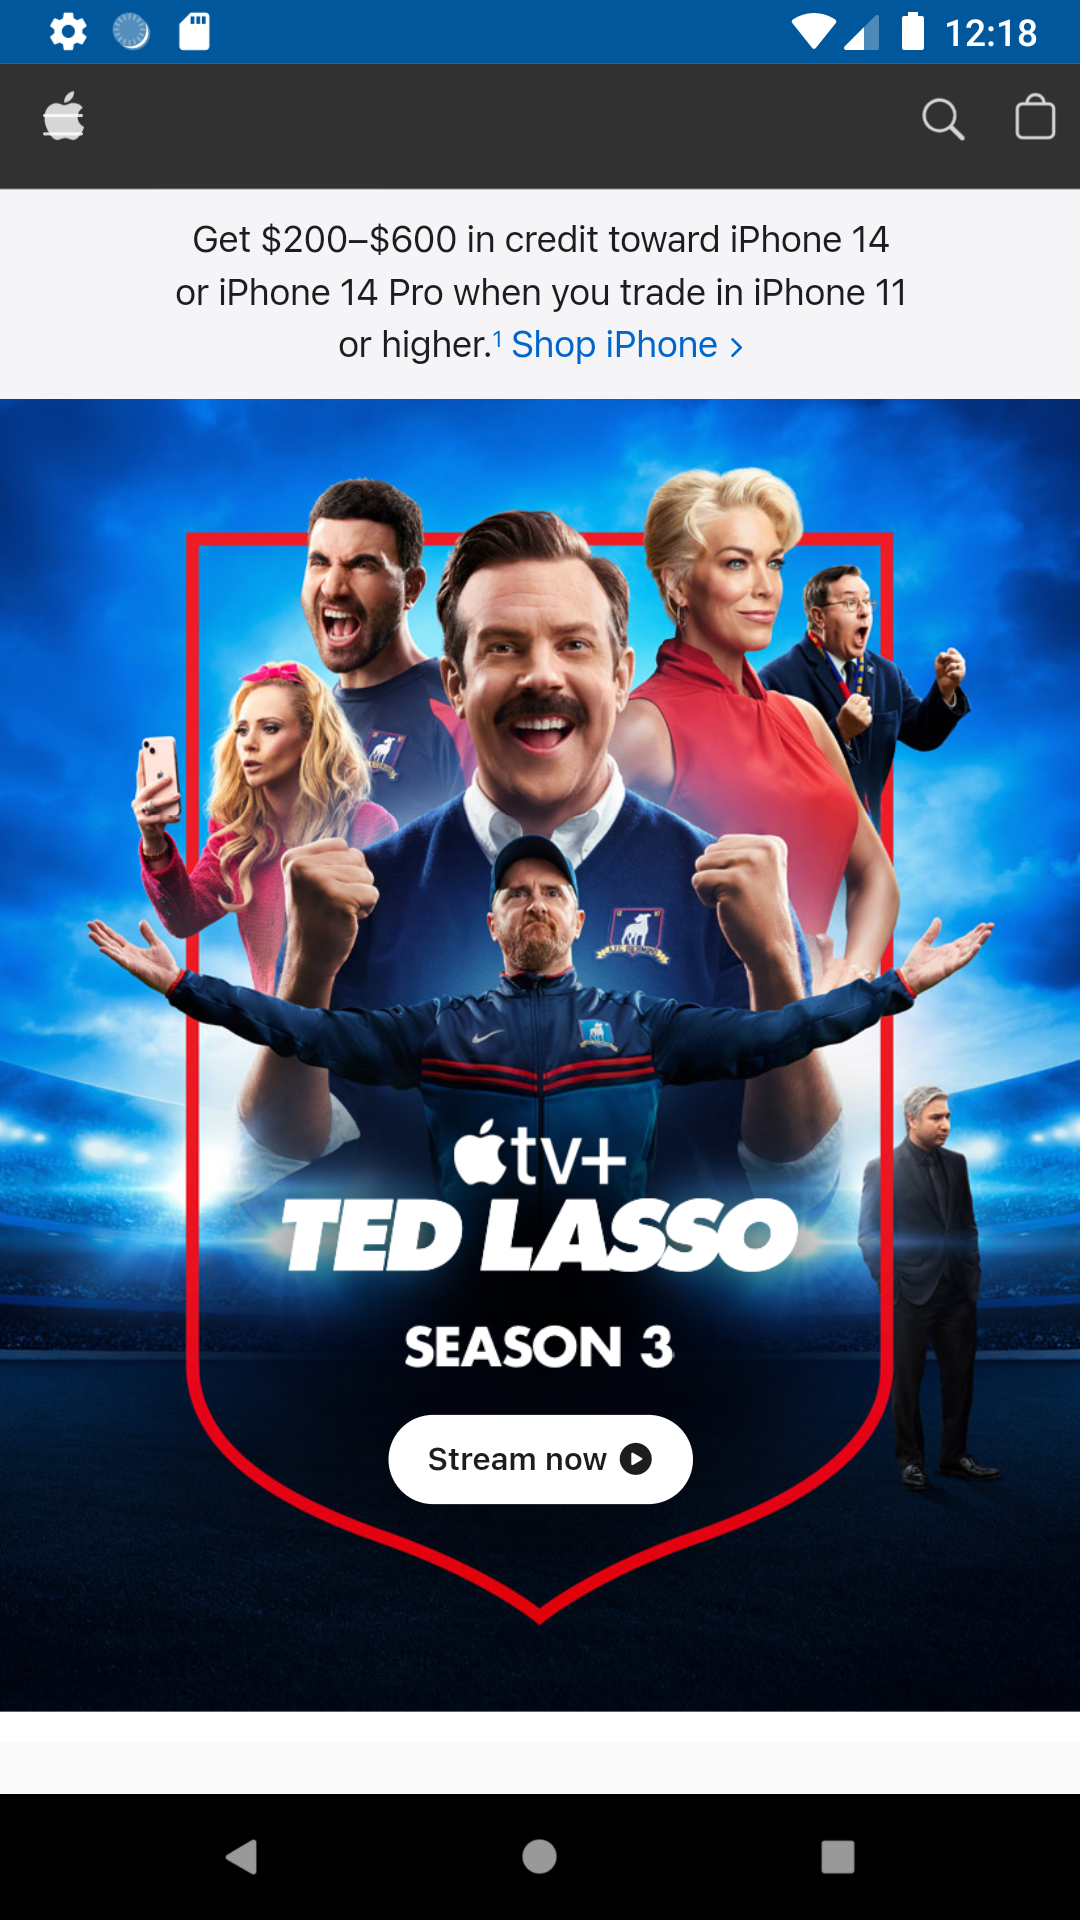 12:18
Get $200–$600 in credit toward iPhone 14
or iPhone 14 Pro when you trade in iPhone 11
or higher.¹ Shop iPhone >
tv+
TED LASSO
SEASON 3
Stream now